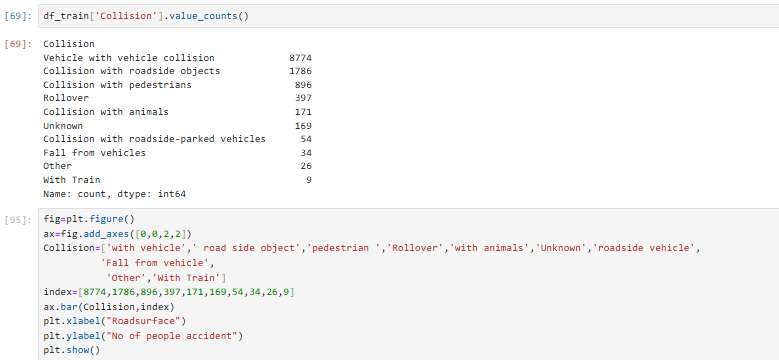 [69]: df_train['Collision'].value_counts()
[69]: Collision
Vehicle with vehicle collision 8774
Collision with roadside objects 1786
Collision with pedestrians 896
Rollover 397
Collision with animals 171
Unknown 169
Collision with roadside-parked vehicles 54
Fall from vehicles 34
Other 26
With Train 9
Name: count, dtype: int64
[95]: fig=plt.figure()
ax=fig.add_axes([0,0,2,2])
Collision=['with vehicle',' road side object','pedestrian ','Rollover','with animals','Unknown','roadside vehicle',
'Fall from vehicle',
'Other','With Train']
index=[8774,1786,896,397,171,169,54,34,26,9]
ax.bar(Collision,index)
plt.xlabel("Roadsurface")
plt.ylabel("No of people accident")
plt.show()